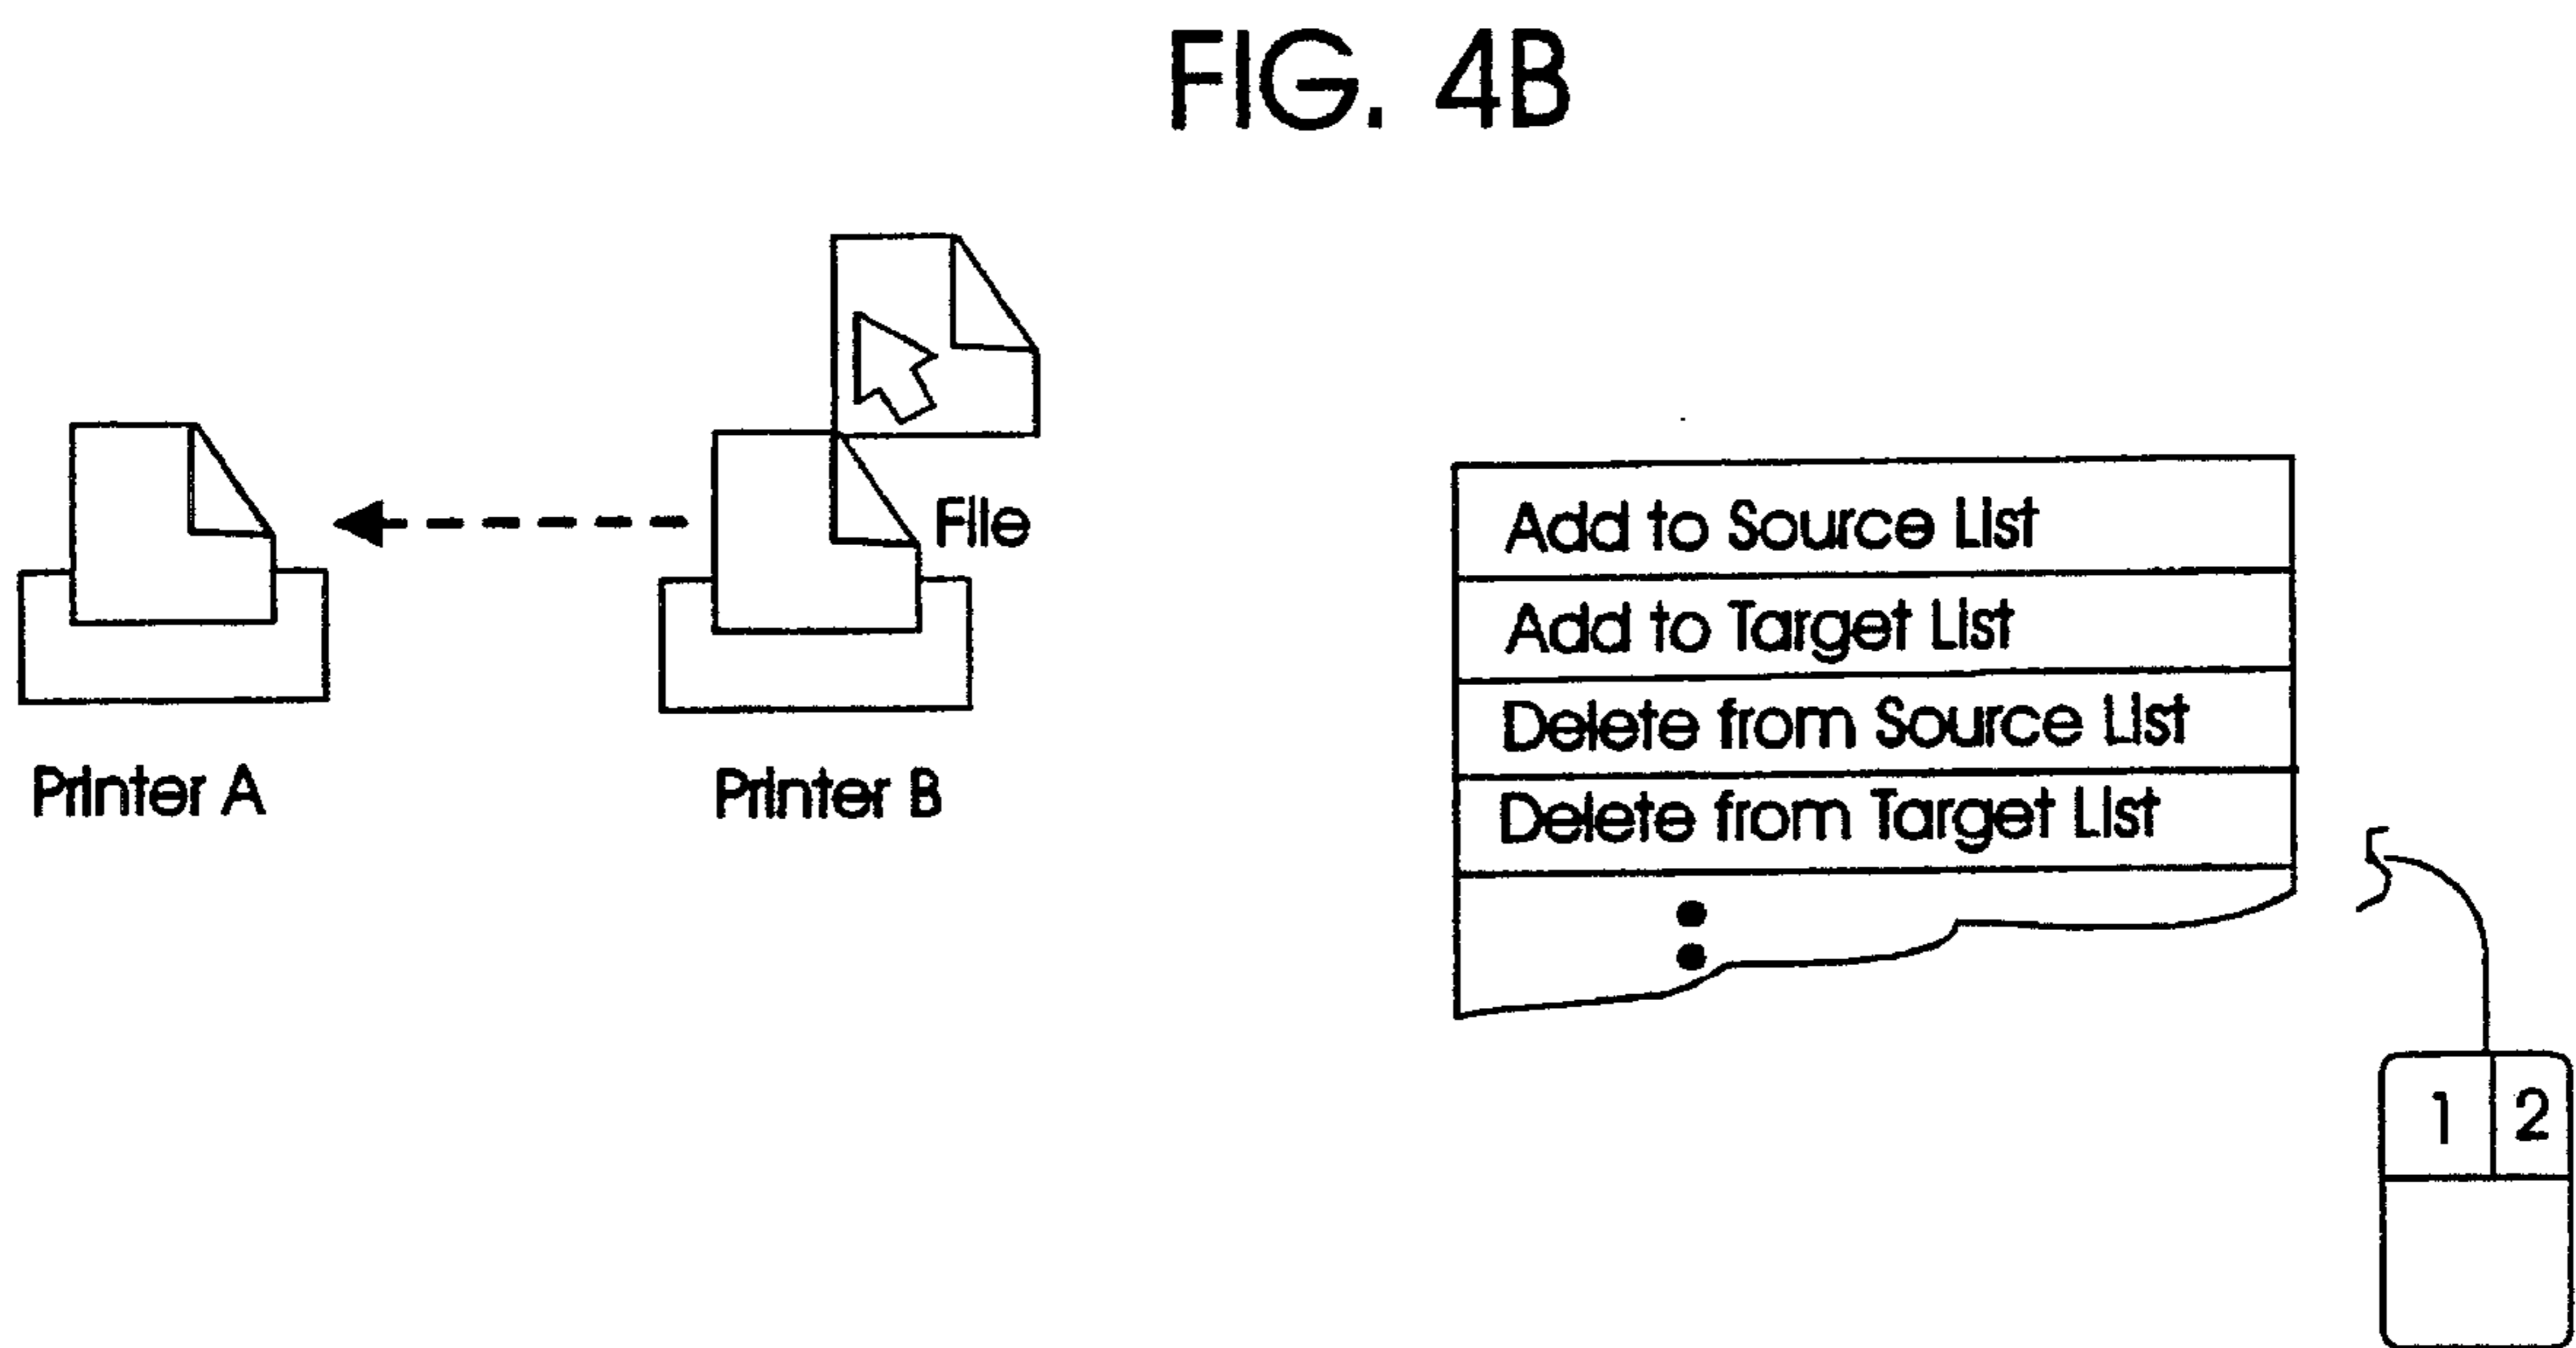 FIG. 4B
File
Printer A
Printer B
Add to Source List
Add to Target List
Delete from Source List
Delete from Target List
1 2